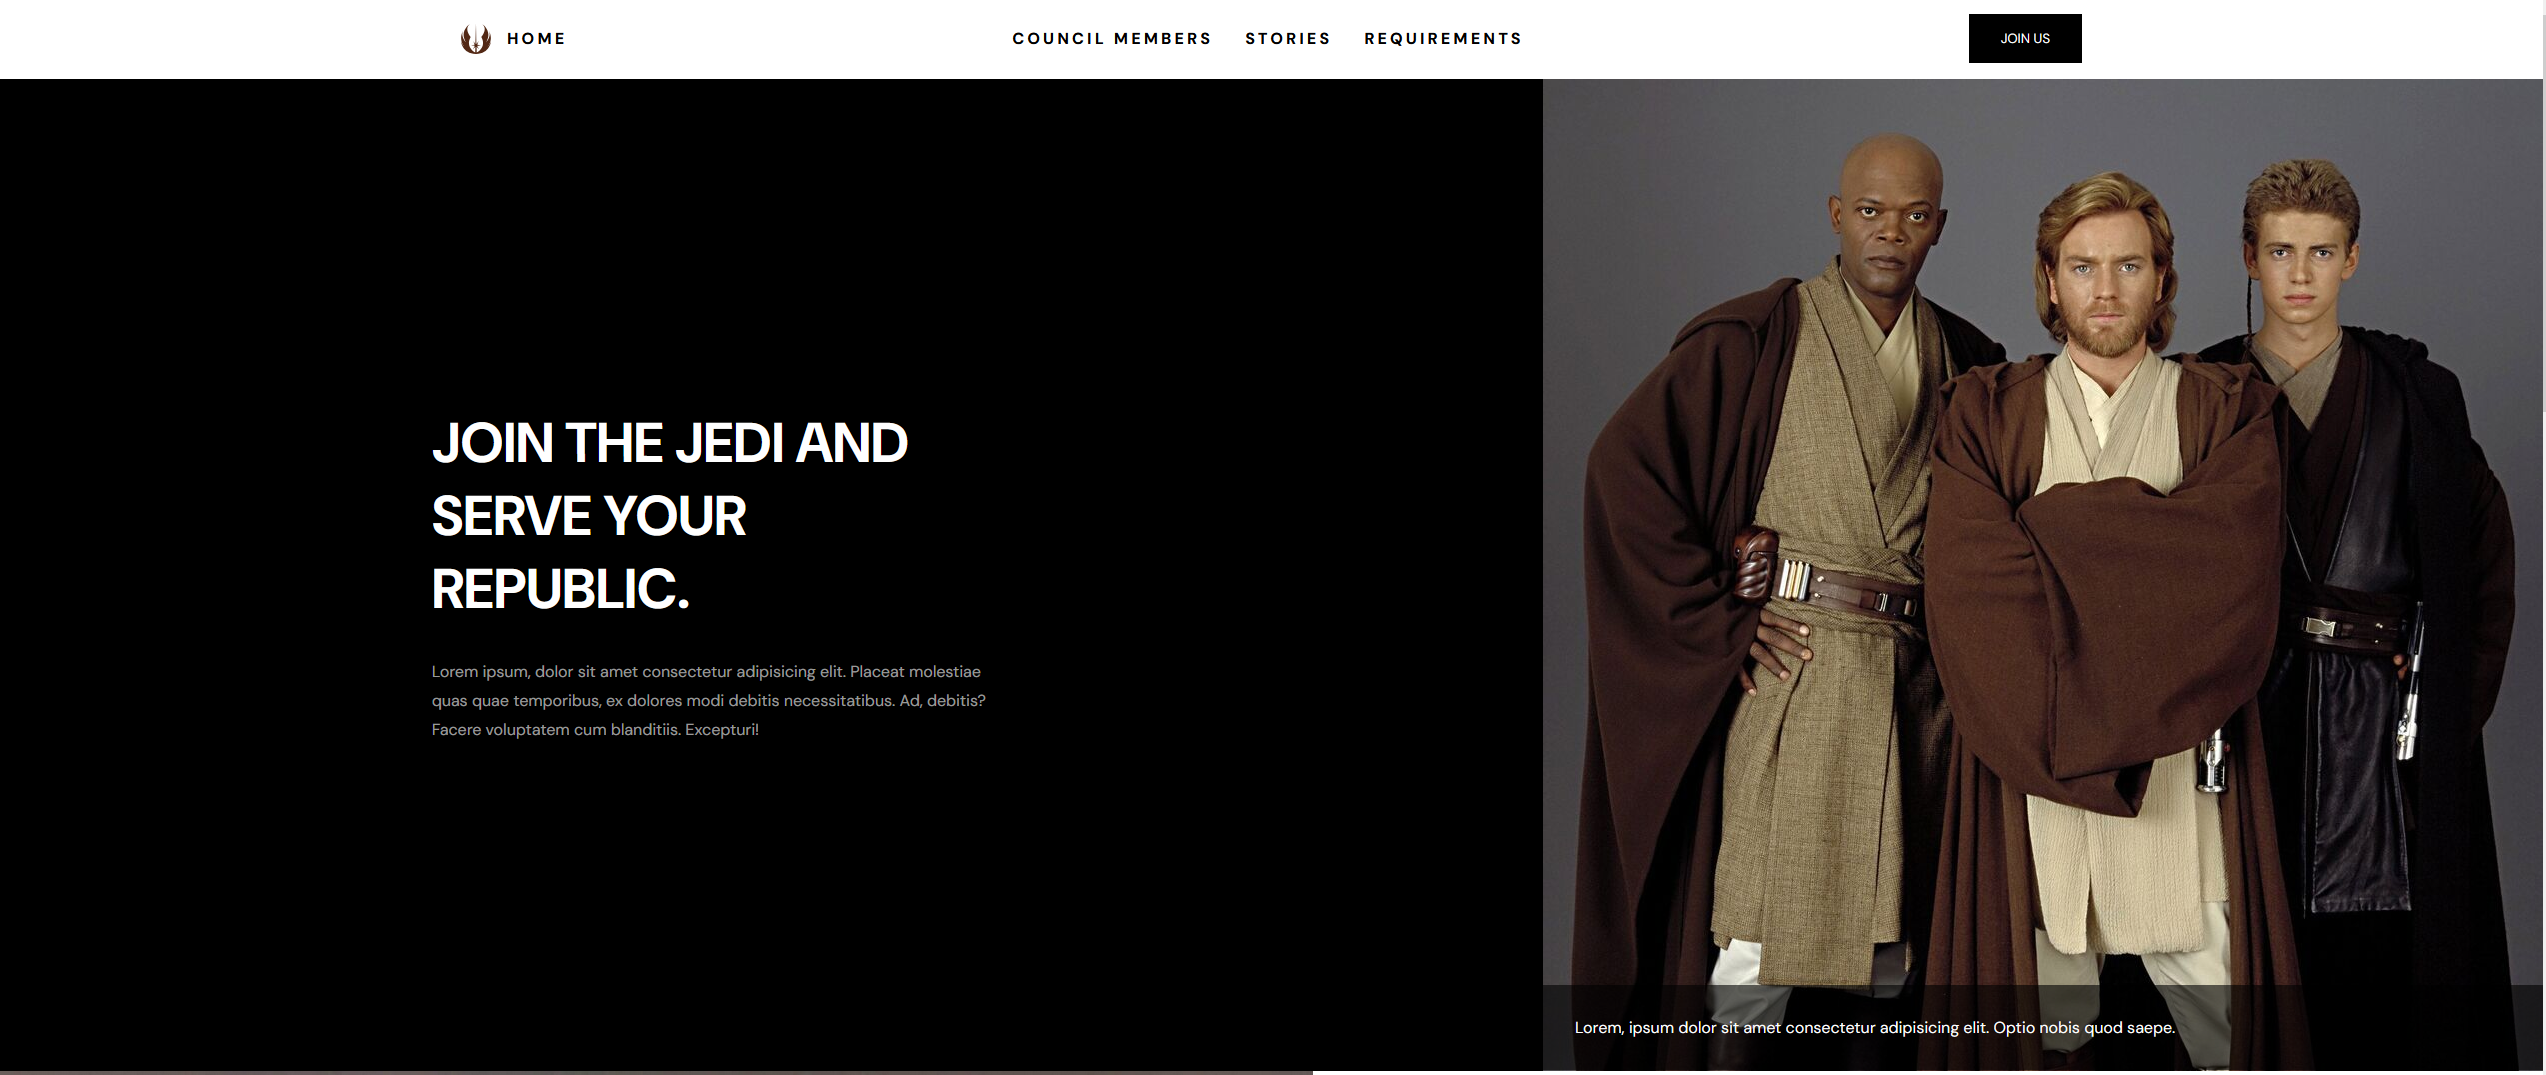 HOME
COUNCIL MEMBERS STORIES REQUIREMENTS
JOIN US
JOIN THE JEDI AND
SERVE YOUR
REPUBLIC.
Lorem ipsum, dolor sit amet consectetur adipisicing elit. Placeat molestiae
quas quae temporibus, ex dolores modi debitis necessitatibus. Ad, debitis?
Facere voluptatem cum blanditiis. Excepturi!
Lorem, ipsum dolor sit amet consectetur adipisicing elit. Optio nobis quod saepe.